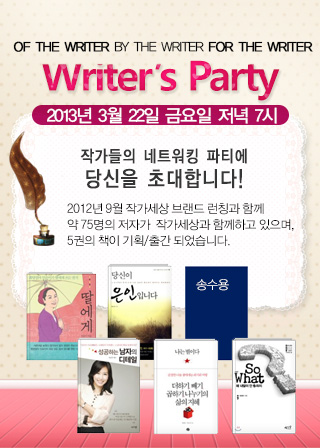 OF THE WRITER BY THE WRITER FOR THE WRITER
Writer's Party
2013년 3월 22일 금요일 저녁 7시
작가들의 네트워킹 파티에
당신을 초대합니다!
2012년 9월 작가세상 브랜드 런칭과 함께
약 75명의 저자가 작가세상과 함께하고 있으며,
5권의 책이 기획/출간 되었습니다.
딸에게
당신이
은인입니다
송수용
성공하는 남자의
디테일
나는 별이다
더하기 빼기
곱하기 나누기의
삶의 지혜
So
What